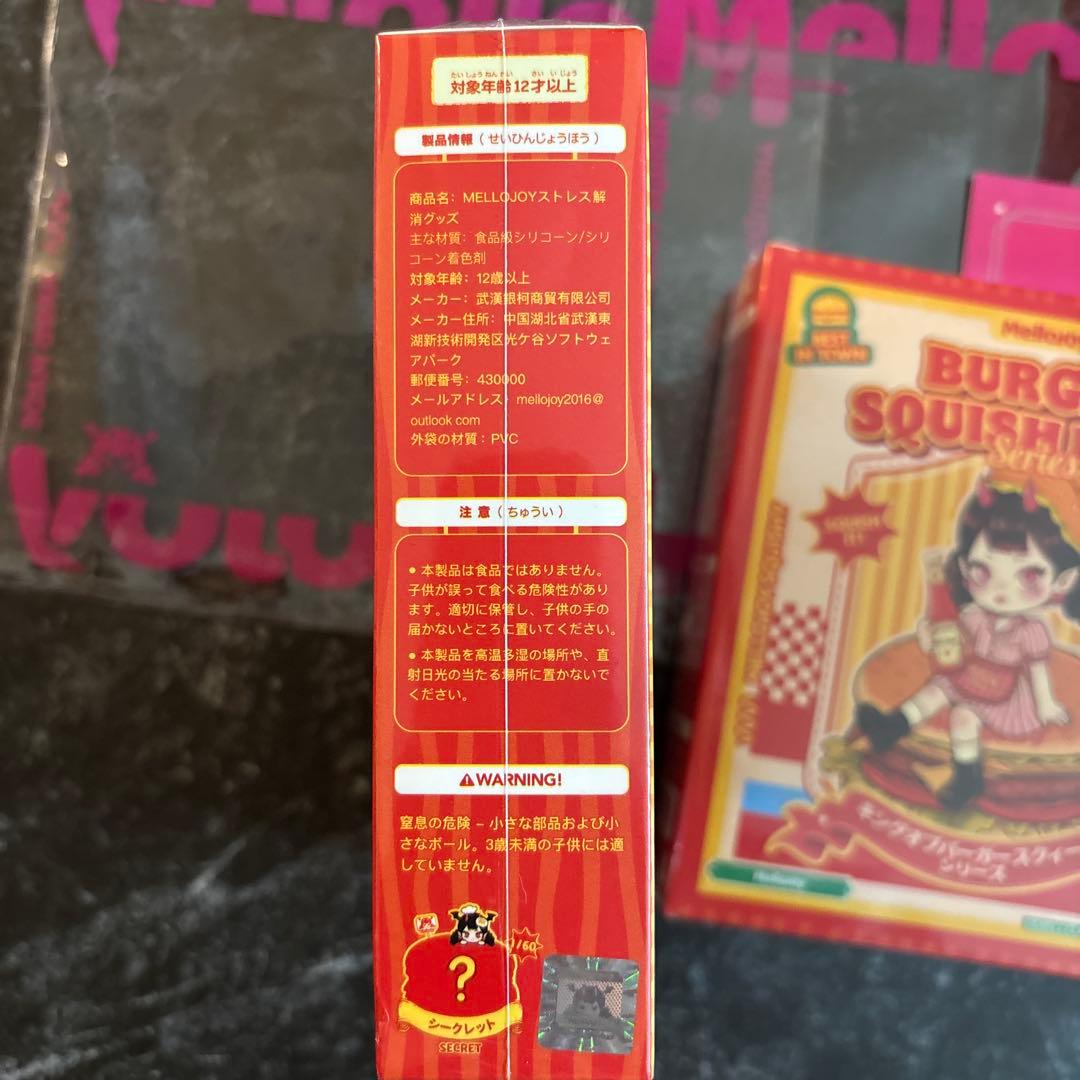 たいしょうねんれい さいいじょう
対象年齢12才以上
製品情報（せいひんじょうほう）
商品名：MELLOJOYストレス解
消グッズ
主な材質：食品級シリコーン/シリ
コーン着色剤
対象年齢：12歳以上
メーカー：武漢銀柯商貿有限公司
メーカー住所：中国湖北省武漢東
湖新技術開発区光ケ谷ソフトウェ
アパーク
郵便番号：430000
メールアドレス：mellojoy2016@
outlook com
外袋の材質：PVC
注意（ちゅうい）
● 本製品は食品ではありません。
子供が誤って食べる危険性があり
ます。適切に保管し、子供の手の
届かないところに置いてください。
● 本製品を高温多湿の場所や、直
射日光の当たる場所に置かないで
ください。
⚠WARNING!
窒息の危険 – 小さな部品および小
さなボール。3歳未満の子供には適
していません。
1/60
?
シークレット
SECRET
Mello
BEST
IN TOWN
BURG
SQUISH
Series
SQUISH
IT
キングオブバーガースクイー
シリーズ